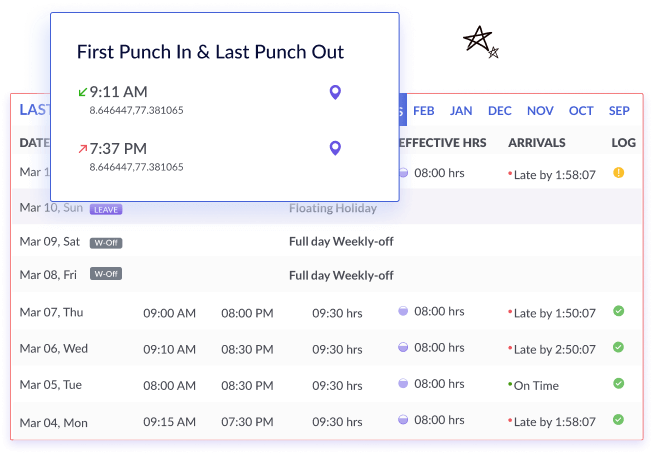 First Punch In & Last Punch Out
9:11 AM
8.646447,77.381065
7:37 PM
8.646447,77.381065
LAST S FEB JAN DEC NOV OCT SEP
DATE EFFECTIVE HRS ARRIVALS LOG
Mar 1 08:00 hrs Late by 1:58:07
Mar 10, Sun LEAVE Floating Holiday
Mar 09, Sat W-Off Full day Weekly-off
Mar 08, Fri W-Off Full day Weekly-off
Mar 07, Thu 09:00 AM 08:00 PM 09:30 hrs 08:00 hrs Late by 1:50:07
Mar 06, Wed 09:10 AM 08:30 PM 09:30 hrs 08:00 hrs Late by 2:50:07
Mar 05, Tue 08:00 AM 08:30 PM 09:30 hrs 08:00 hrs On Time
Mar 04, Mon 09:15 AM 07:30 PM 09:30 hrs 08:00 hrs Late by 1:58:07